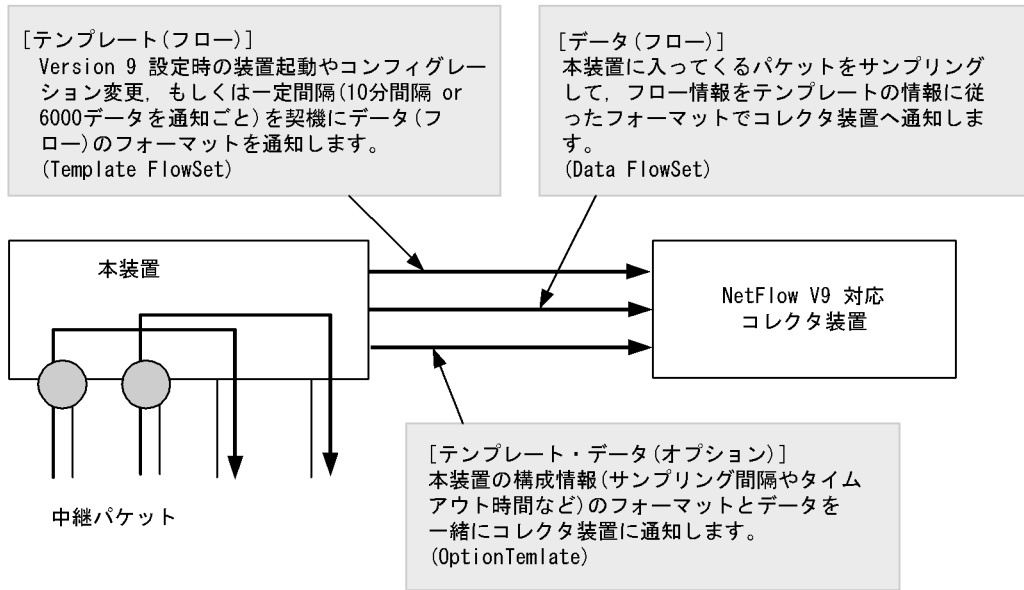 [テンプレート(フロー)]
Version 9 設定時の装置起動やコンフィグレー
ション変更，もしくは一定間隔(10分間隔 or
6000データを通知ごと)を契機にデータ(フ
ロー)のフォーマットを通知します。
(Template FlowSet)
[データ(フロー)]
本装置に入ってくるパケットをサンプリング
して，フロー情報をテンプレートの情報に従
ったフォーマットでコレクタ装置へ通知しま
す。
(Data FlowSet)
本装置
NetFlow V9 対応
コレクタ装置
中継パケット
[テンプレート・データ(オプション)]
本装置の構成情報(サンプリング間隔やタイム
アウト時間など)のフォーマットとデータを
一緒にコレクタ装置に通知します。
(OptionTemlate)